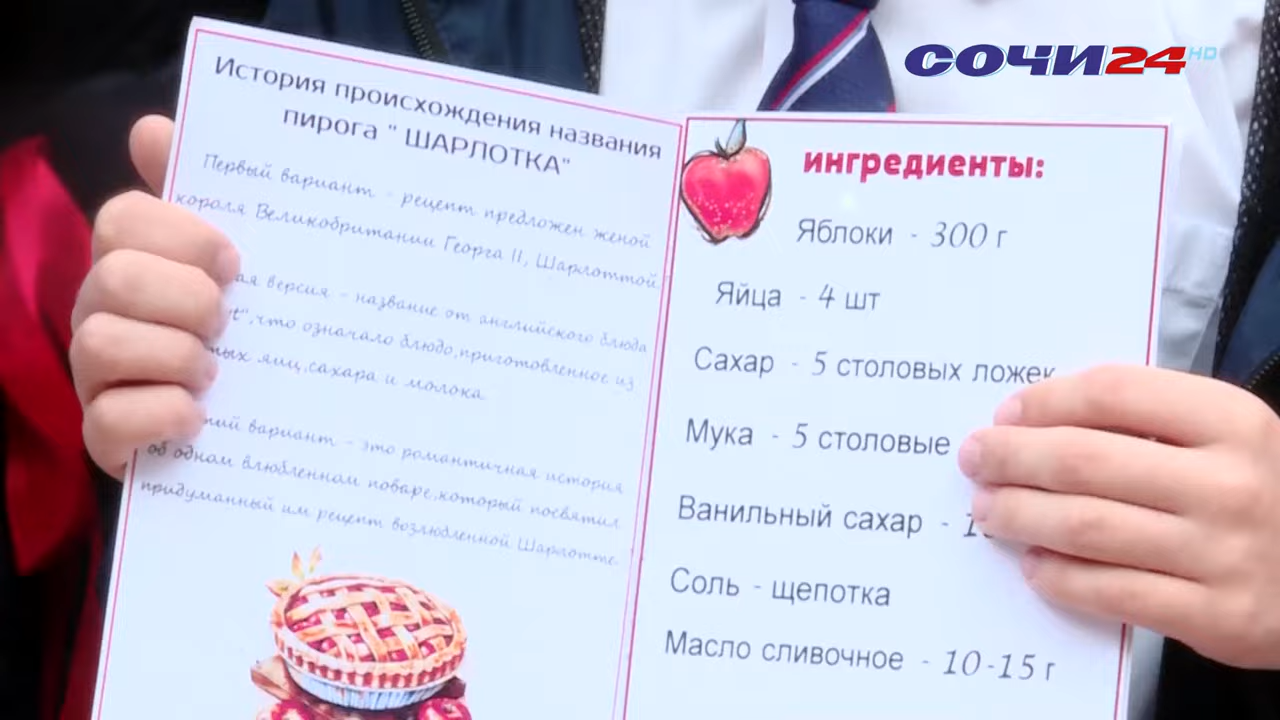 СОЧИ24 HD
История происхождения названия
пирога " ШАРЛОТКА"
Первый вариант - рецепт предложен женой
короля Великобритании Георга II, Шарлоттой.
версия - название от английского блюда
что означало блюдо,приготовленное из
яиц,сахара и молока.
вариант - это романтичная история
об одном влюбленном поваре,который посвятил
придуманный им рецепт возлюбленной Шарлотте.
ингредиенты:
Яблоки - 300 г
Яйца - 4 шт
Сахар - 5 столовых ложек
Мука - 5 столовые
Ванильный сахар -
Соль - щепотка
Масло сливочное - 10-15 г